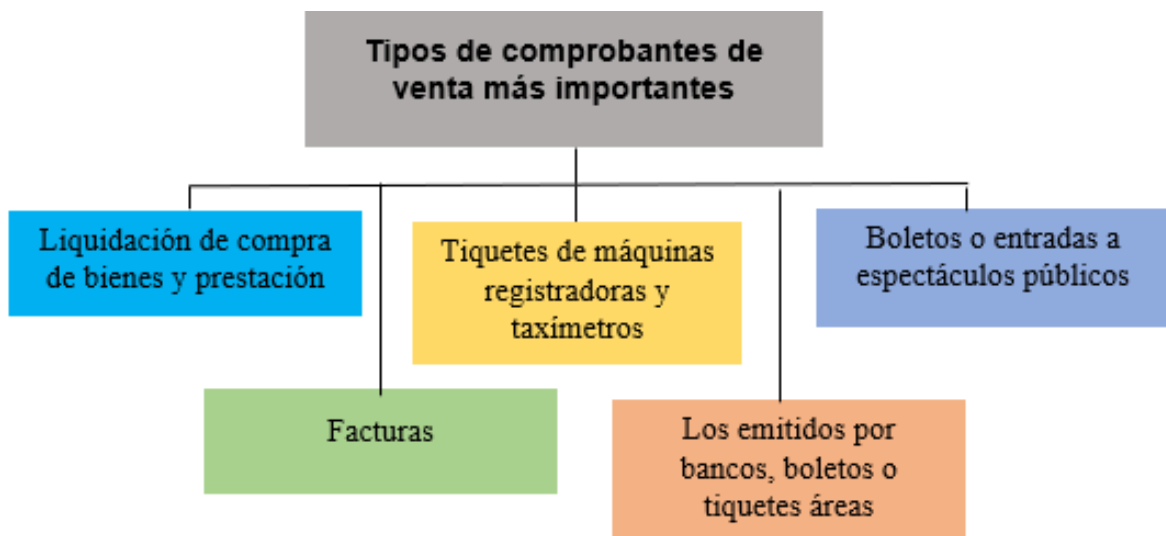 Tipos de comprobantes de
venta más importantes
Liquidación de compra
de bienes y prestación
Tiquetes de máquinas
registradoras y
taxímetros
Boletos o entradas a
espectáculos públicos
Facturas
Los emitidos por
bancos, boletos o
tiquetes áreas